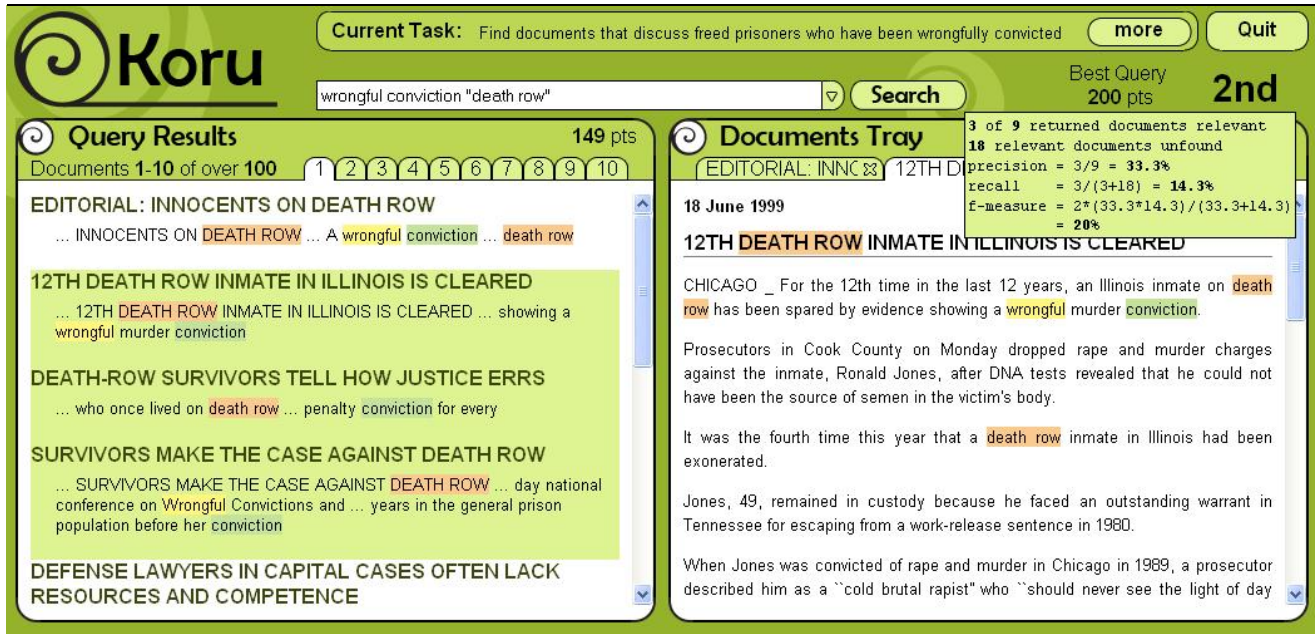 Koru
Current Task: Find documents that discuss freed prisoners who have been wrongfully convicted
more
Quit
wrongful conviction "death row"
Search
Best Query
200 pts
2nd
Query Results
149 pts
Documents 1-10 of over 100
1 2 3 4 5 6 7 8 9 10
EDITORIAL: INNOCENTS ON DEATH ROW
... INNOCENTS ON DEATH ROW ... A wrongful conviction ... death row
12TH DEATH ROW INMATE IN ILLINOIS IS CLEARED
... 12TH DEATH ROW INMATE IN ILLINOIS IS CLEARED ... showing a
wrongful murder conviction
DEATH-ROW SURVIVORS TELL HOW JUSTICE ERRS
... who once lived on death row ... penalty conviction for every
SURVIVORS MAKE THE CASE AGAINST DEATH ROW
... SURVIVORS MAKE THE CASE AGAINST DEATH ROW ... day national
conference on Wrongful Convictions and ... years in the general prison
population before her conviction
DEFENSE LAWYERS IN CAPITAL CASES OFTEN LACK
RESOURCES AND COMPETENCE
Documents Tray
EDITORIAL: INNC
12TH D
3 of 9 returned documents relevant
18 relevant documents unfound
precision = 3/9 = 33.3%
recall = 3/(3+18) = 14.3%
f-measure = 2*(33.3*14.3)/(33.3+14.3)
= 20%
18 June 1999
12TH DEATH ROW INMATE IN ILLINOIS IS CLEARED
CHICAGO _ For the 12th time in the last 12 years, an Illinois inmate on death
row has been spared by evidence showing a wrongful murder conviction.
Prosecutors in Cook County on Monday dropped rape and murder charges
against the inmate, Ronald Jones, after DNA tests revealed that he could not
have been the source of semen in the victim's body.
It was the fourth time this year that a death row inmate in Illinois had been
exonerated.
Jones, 49, remained in custody because he faced an outstanding warrant in
Tennessee for escaping from a work-release sentence in 1980.
When Jones was convicted of rape and murder in Chicago in 1989, a prosecutor
described him as a ``cold brutal rapist'' who ``should never see the light of day